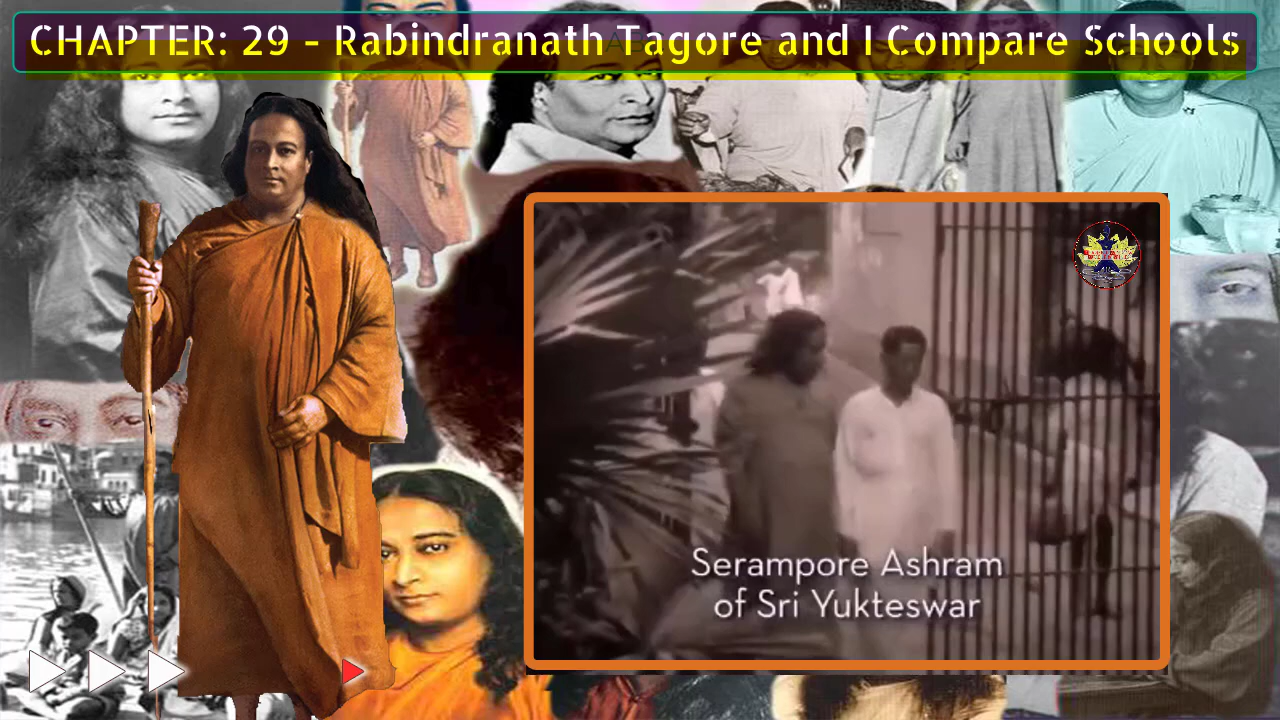 CHAPTER: 29 - Rabindranath Tagore and I Compare Schools
Serampore Ashram
of Sri Yukteswar